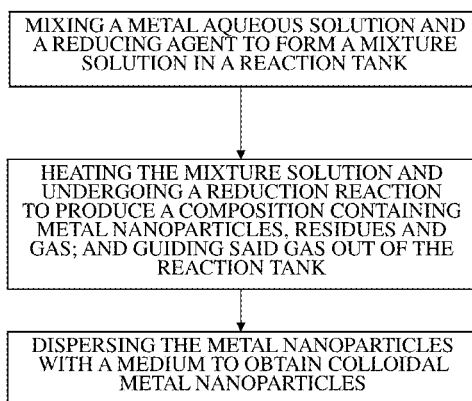 MIXING A METAL AQUEOUS SOLUTION AND
A REDUCING AGENT TO FORM A MIXTURE
SOLUTION IN A REACTION TANK
HEATING THE MIXTURE SOLUTION AND
UNDERGOING A REDUCTION REACTION
TO PRODUCE A COMPOSITION CONTAINING
METAL NANOPARTICLES, RESIDUES AND
GAS; AND GUIDING SAID GAS OUT OF THE
REACTION TANK
DISPERSING THE METAL NANOPARTICLES
WITH A MEDIUM TO OBTAIN COLLOIDAL
METAL NANOPARTICLES